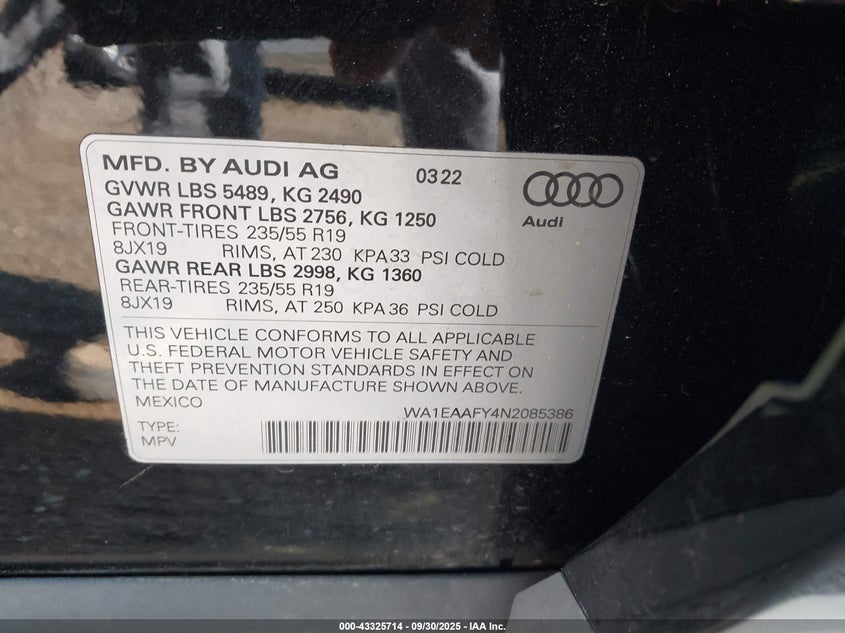 MFD. BY AUDI AG 03 22
GVWR LBS 5489, KG 2490
GAWR FRONT LBS 2756, KG 1250
FRONT-TIRES 235/55 R19
8JX19 RIMS, AT 230 KPA 33 PSI COLD
GAWR REAR LBS 2998, KG 1360
REAR-TIRES 235/55 R19
8JX19 RIMS, AT 250 KPA 36 PSI COLD
Audi
THIS VEHICLE CONFORMS TO ALL APPLICABLE
U.S. FEDERAL MOTOR VEHICLE SAFETY AND
THEFT PREVENTION STANDARDS IN EFFECT ON
THE DATE OF MANUFACTURE SHOWN ABOVE.
MEXICO
WA1EAAFY4N2085386
TYPE:
MPV
000-43325714 - 09/30/2025 - IAA Inc.